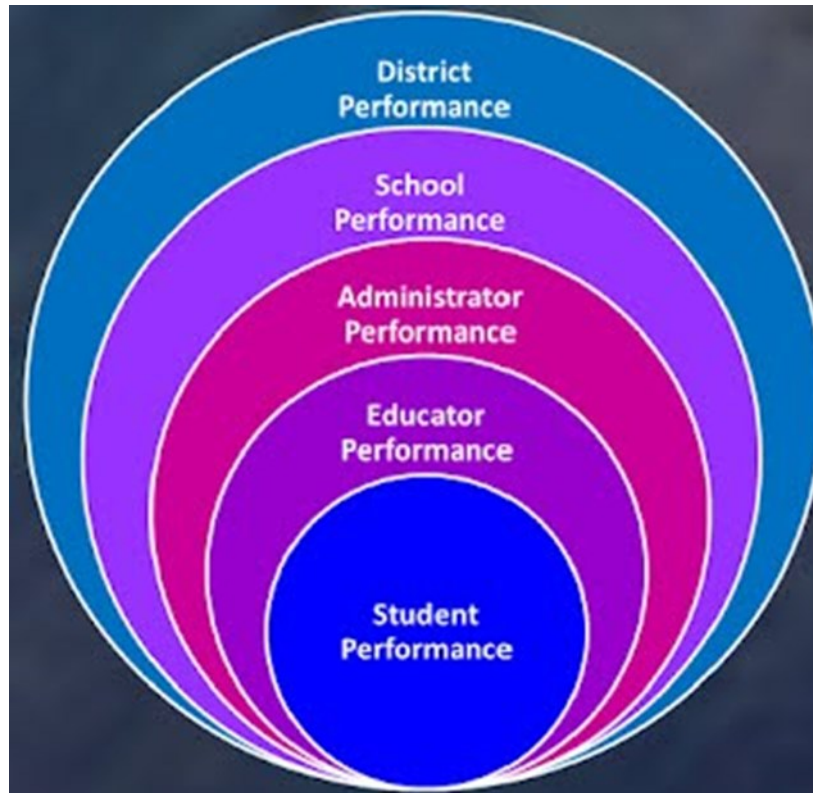 District
Performance
School
Performance
Administrator
Performance
Educator
Performance
Student
Performance